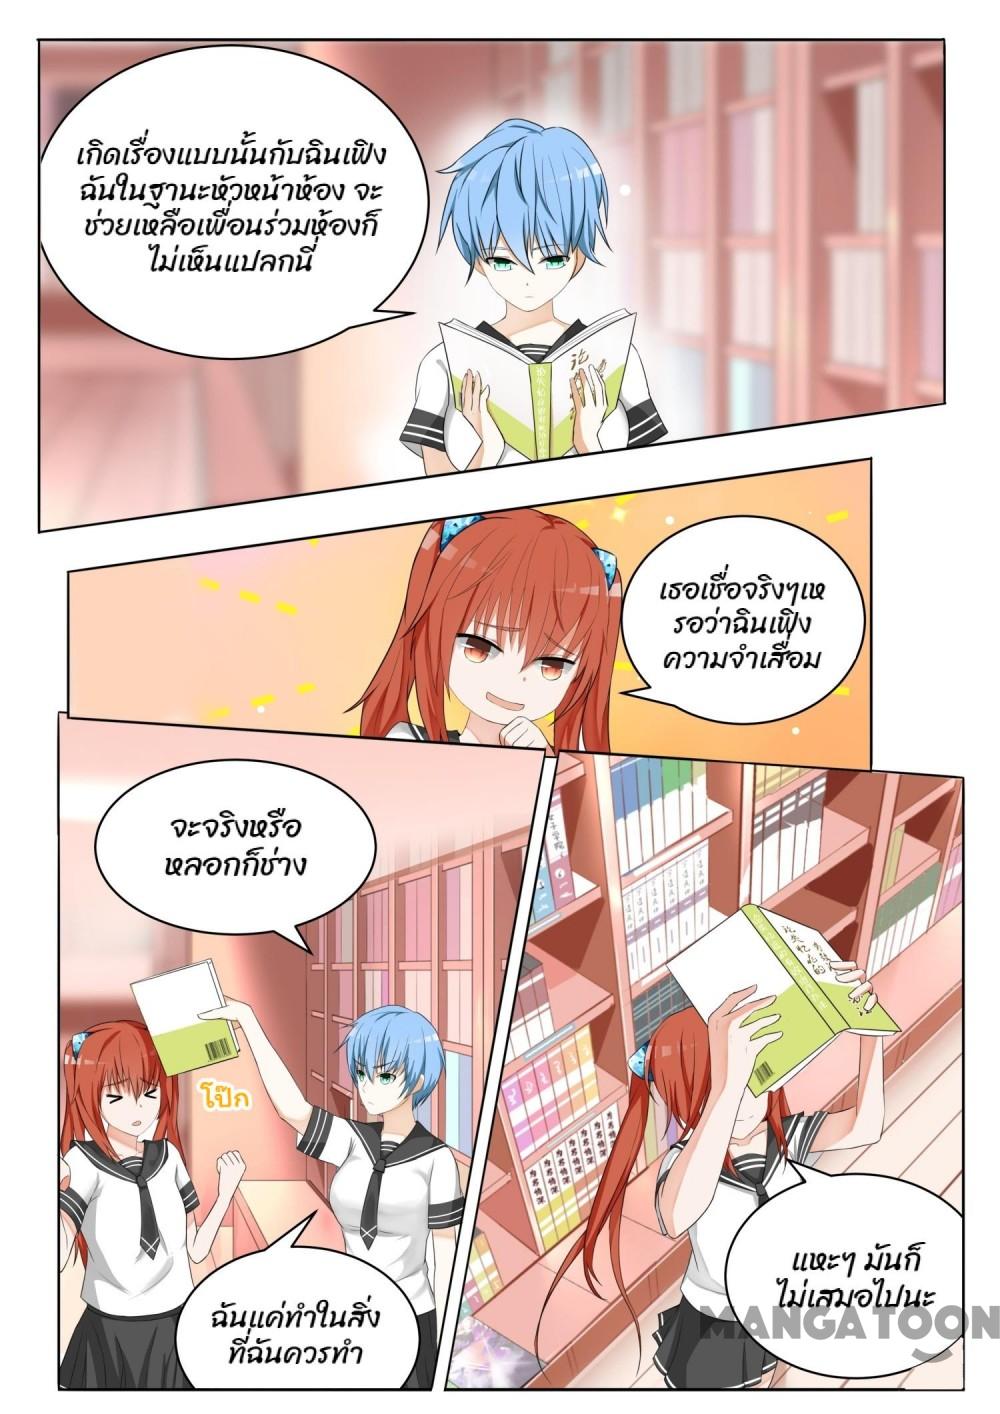 เกิดเรื่องแบบนั้นกับฉินเฟิง
ฉันในฐานะหัวหน้าห้อง จะ
ช่วยเหลือเพื่อนร่วมห้องก็
ไม่เห็นแปลกนี่
เธอเชื่อจริงๆเห
รอว่าฉินเฟิง
ความจำเสื่อม
จะจริงหรือ
หลอกก็ช่าง
โป๊ก
ฉันแค่ทำในสิ่ง
ที่ฉันควรทำ
แหะๆ มันก็
ไม่เสมอไปนะ
MANGATOON